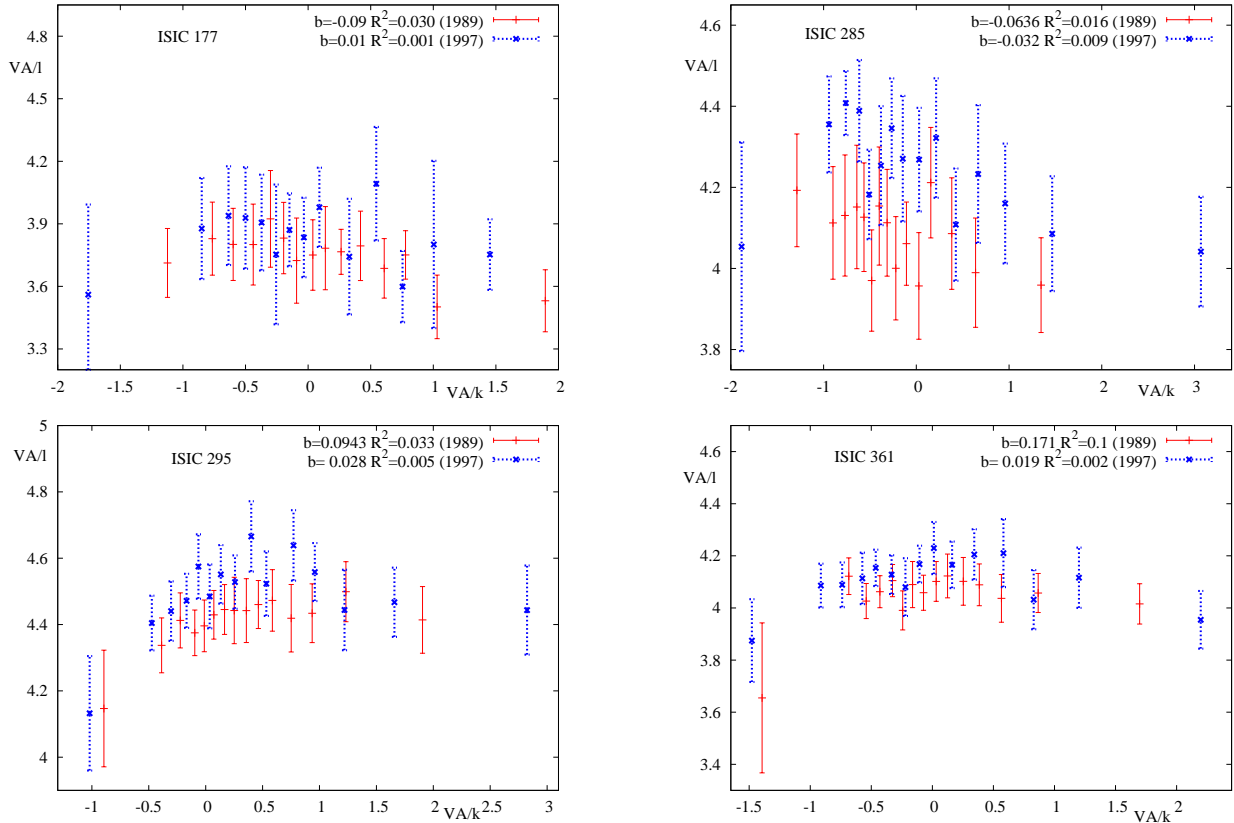 ISIC 177
b=-0.09 R²=0.030 (1989)
b=0.01 R²=0.001 (1997)
VA/l
4.8
4.5
4.2
3.9
3.6
3.3
-2 -1.5 -1 -0.5 0 0.5 1 1.5 2
VA/k
ISIC 285
b=-0.0636 R²=0.016 (1989)
b=-0.032 R²=0.009 (1997)
VA/l
4.6
4.4
4.2
4
3.8
-2 -1 0 1 2 3
VA/k
ISIC 295
b=0.0943 R²=0.033 (1989)
b= 0.028 R²=0.005 (1997)
VA/l
5
4.8
4.6
4.4
4.2
4
-1 -0.5 0 0.5 1 1.5 2 2.5 3
VA/k
ISIC 361
b=0.171 R²=0.1 (1989)
b= 0.019 R²=0.002 (1997)
VA/l
4.6
4.4
4.2
4
3.8
3.6
3.4
-1.5 -1 -0.5 0 0.5 1 1.5 2
VA/k